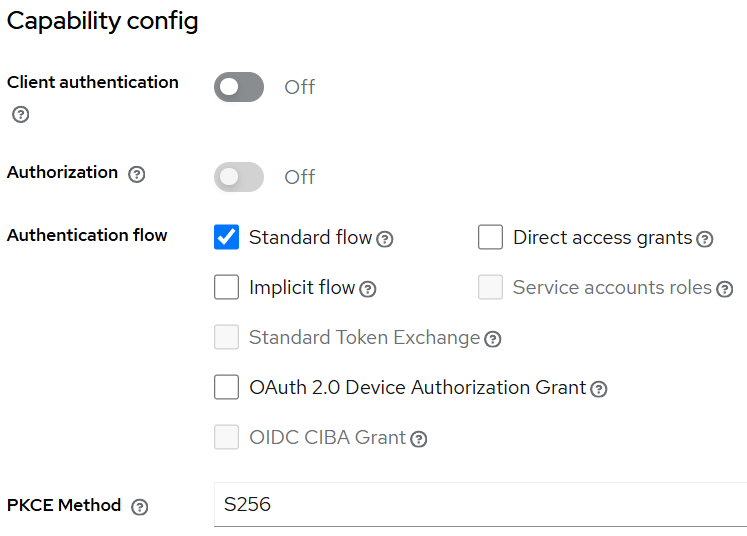 Capability config
Client authentication
Off
Authorization
Off
Authentication flow
Standard flow
Direct access grants
Implicit flow
Service accounts roles
Standard Token Exchange
OAuth 2.0 Device Authorization Grant
OIDC CIBA Grant
PKCE Method
S256